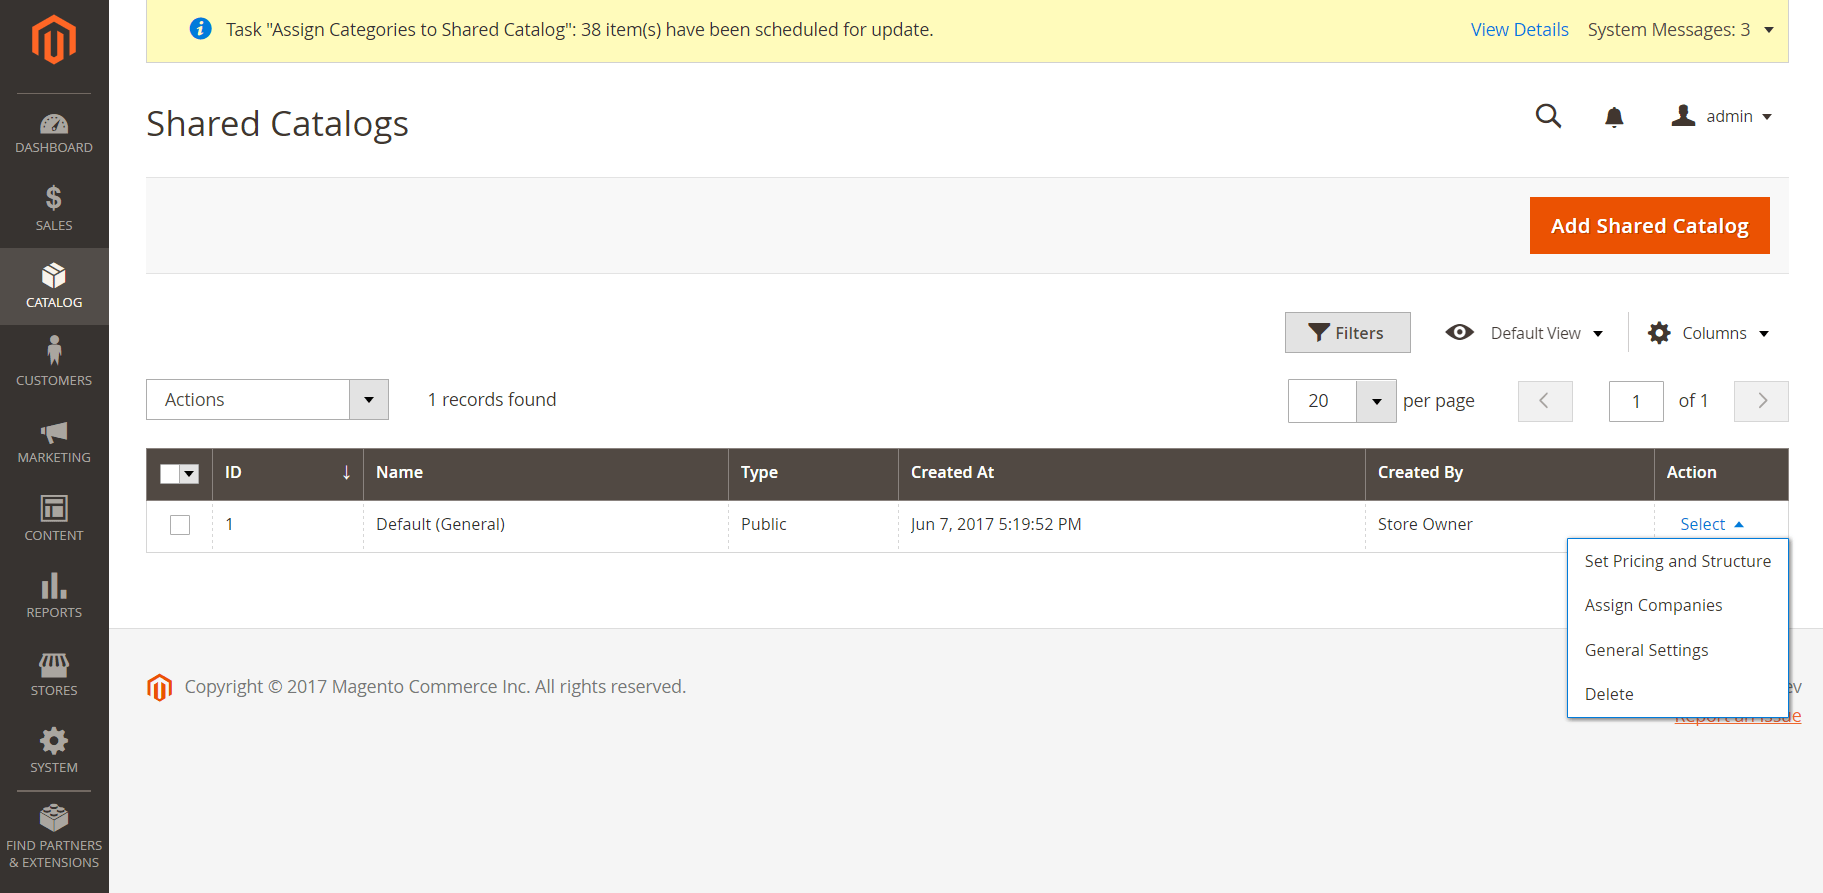 Task "Assign Categories to Shared Catalog": 38 item(s) have been scheduled for update.
View Details
System Messages: 3
Shared Catalogs
admin
DASHBOARD
SALES
CATALOG
CUSTOMERS
MARKETING
CONTENT
REPORTS
STORES
SYSTEM
FIND PARTNERS
& EXTENSIONS
Add Shared Catalog
Filters
Default View
Columns
Actions
1 records found
20
per page
1
of 1
ID ↓ Name Type Created At Created By Action
1 Default (General) Public Jun 7, 2017 5:19:52 PM Store Owner Select
Set Pricing and Structure
Assign Companies
General Settings
Delete
Copyright © 2017 Magento Commerce Inc. All rights reserved.